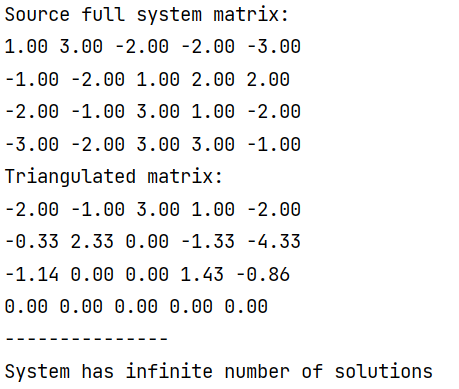 Source full system matrix:
1.00 3.00 -2.00 -2.00 -3.00
-1.00 -2.00 1.00 2.00 2.00
-2.00 -1.00 3.00 1.00 -2.00
-3.00 -2.00 3.00 3.00 -1.00
Triangulated matrix:
-2.00 -1.00 3.00 1.00 -2.00
-0.33 2.33 0.00 -1.33 -4.33
-1.14 0.00 0.00 1.43 -0.86
0.00 0.00 0.00 0.00 0.00
---------------
System has infinite number of solutions